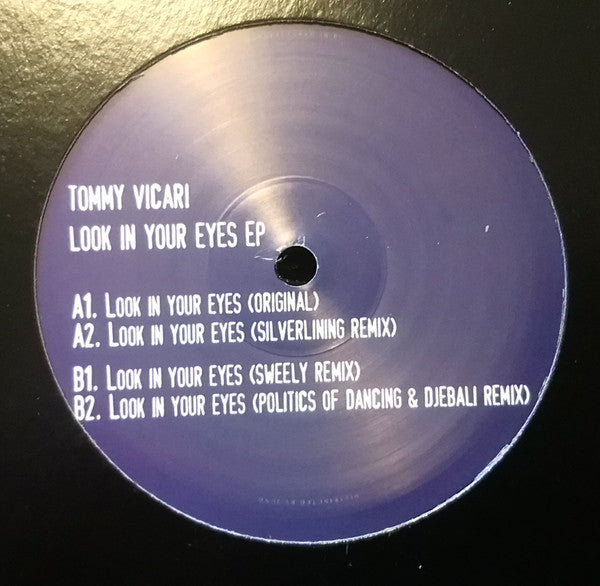 TOMMY VICARI
LOOK IN YOUR EYES EP
A1. LOOK IN YOUR EYES (ORIGINAL)
A2. LOOK IN YOUR EYES (SILVERLINING REMIX)
B1. LOOK IN YOUR EYES (SWEELY REMIX)
B2. LOOK IN YOUR EYES (POLITICS OF DANCING & DJEBALI REMIX)